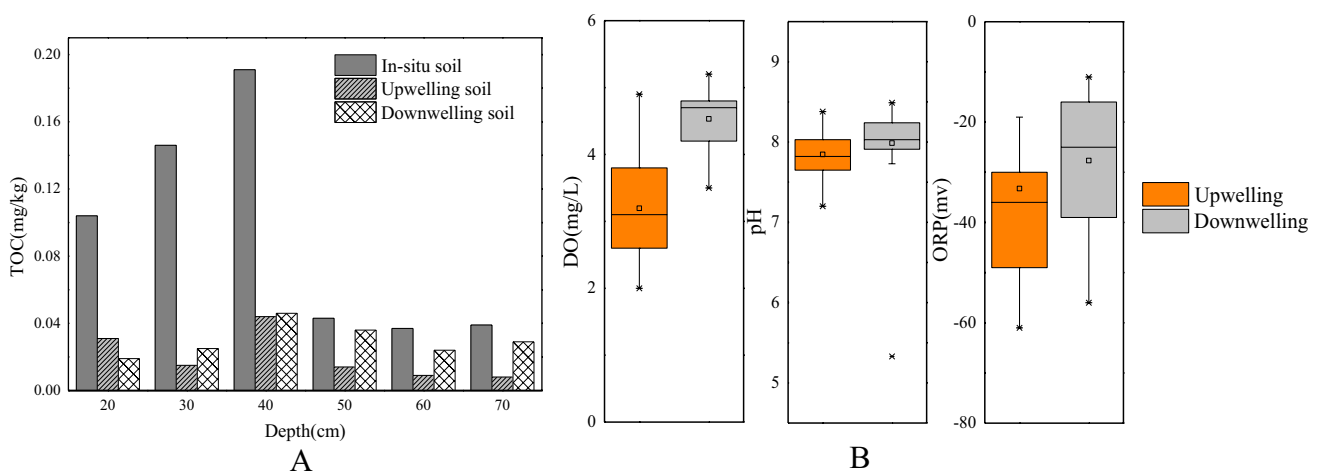 0.20
0.16
0.12
0.08
0.04
0.00
TOC(mg/kg)
In-situ soil
Upwelling soil
Downwelling soil
20 30 40 50 60 70
Depth(cm)
A
6
4
2
0
DO(mg/L)
9
8
7
6
5
pH
0
-20
-40
-60
-80
ORP(mv)
Upwelling
Downwelling
B